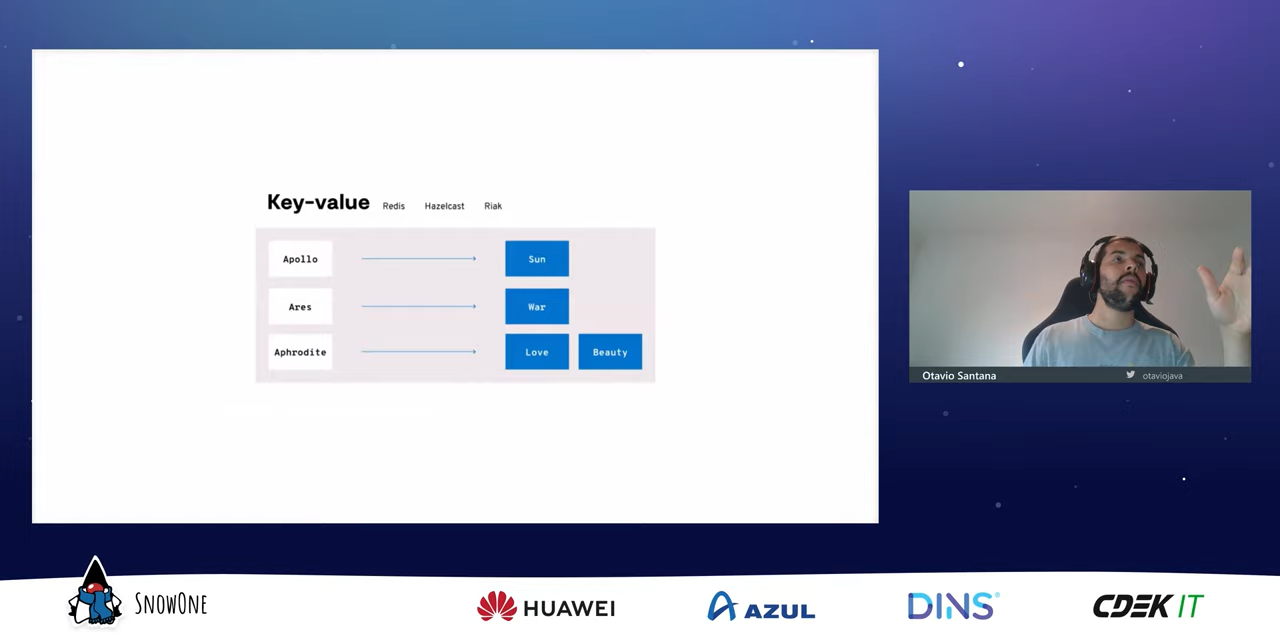 Key-value Redis Hazelcast Riak
Apollo Sun
Ares War
Aphrodite Love Beauty
Otavio Santana otaviojava
SNOWONE HUAWEI AZUL DINS CDEK IT